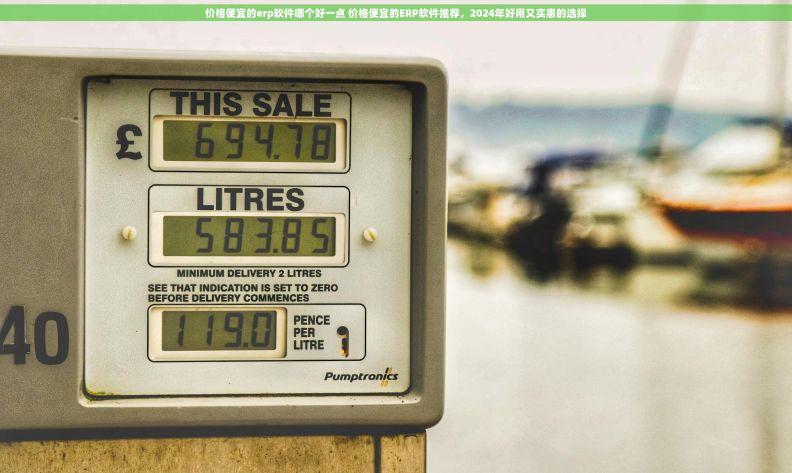 价格便宜的erp软件哪个好一点 价格便宜的ERP软件推荐，2024年好用又实惠的选择
THIS SALE
£ 694.78
LITRES
583.85
MINIMUM DELIVERY 2 LITRES
SEE THAT INDICATION IS SET TO ZERO
BEFORE DELIVERY COMMENCES
119.0
PENCE
PER
LITRE
40
Pumptronics